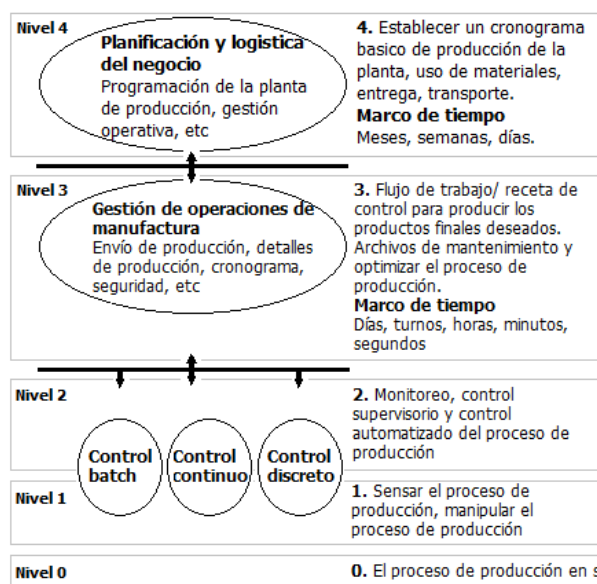 Nivel 4
Planificación y logistica
del negocio
Programación de la planta
de producción, gestión
operativa, etc
4. Establecer un cronograma
basico de producción de la
planta, uso de materiales,
entrega, transporte.
Marco de tiempo
Meses, semanas, días.
Nivel 3
Gestión de operaciones de
manufactura
Envío de producción, detalles
de producción, cronograma,
seguridad, etc
3. Flujo de trabajo/ receta de
control para producir los
productos finales deseados.
Archivos de mantenimiento y
optimizar el proceso de
producción.
Marco de tiempo
Días, turnos, horas, minutos,
segundos
Nivel 2
Control
batch
Control
continuo
Control
discreto
2. Monitoreo, control
supervisorio y control
automatizado del proceso de
producción
Nivel 1
1. Sensar el proceso de
producción, manipular el
proceso de producción
Nivel 0
0. El proceso de producción en s